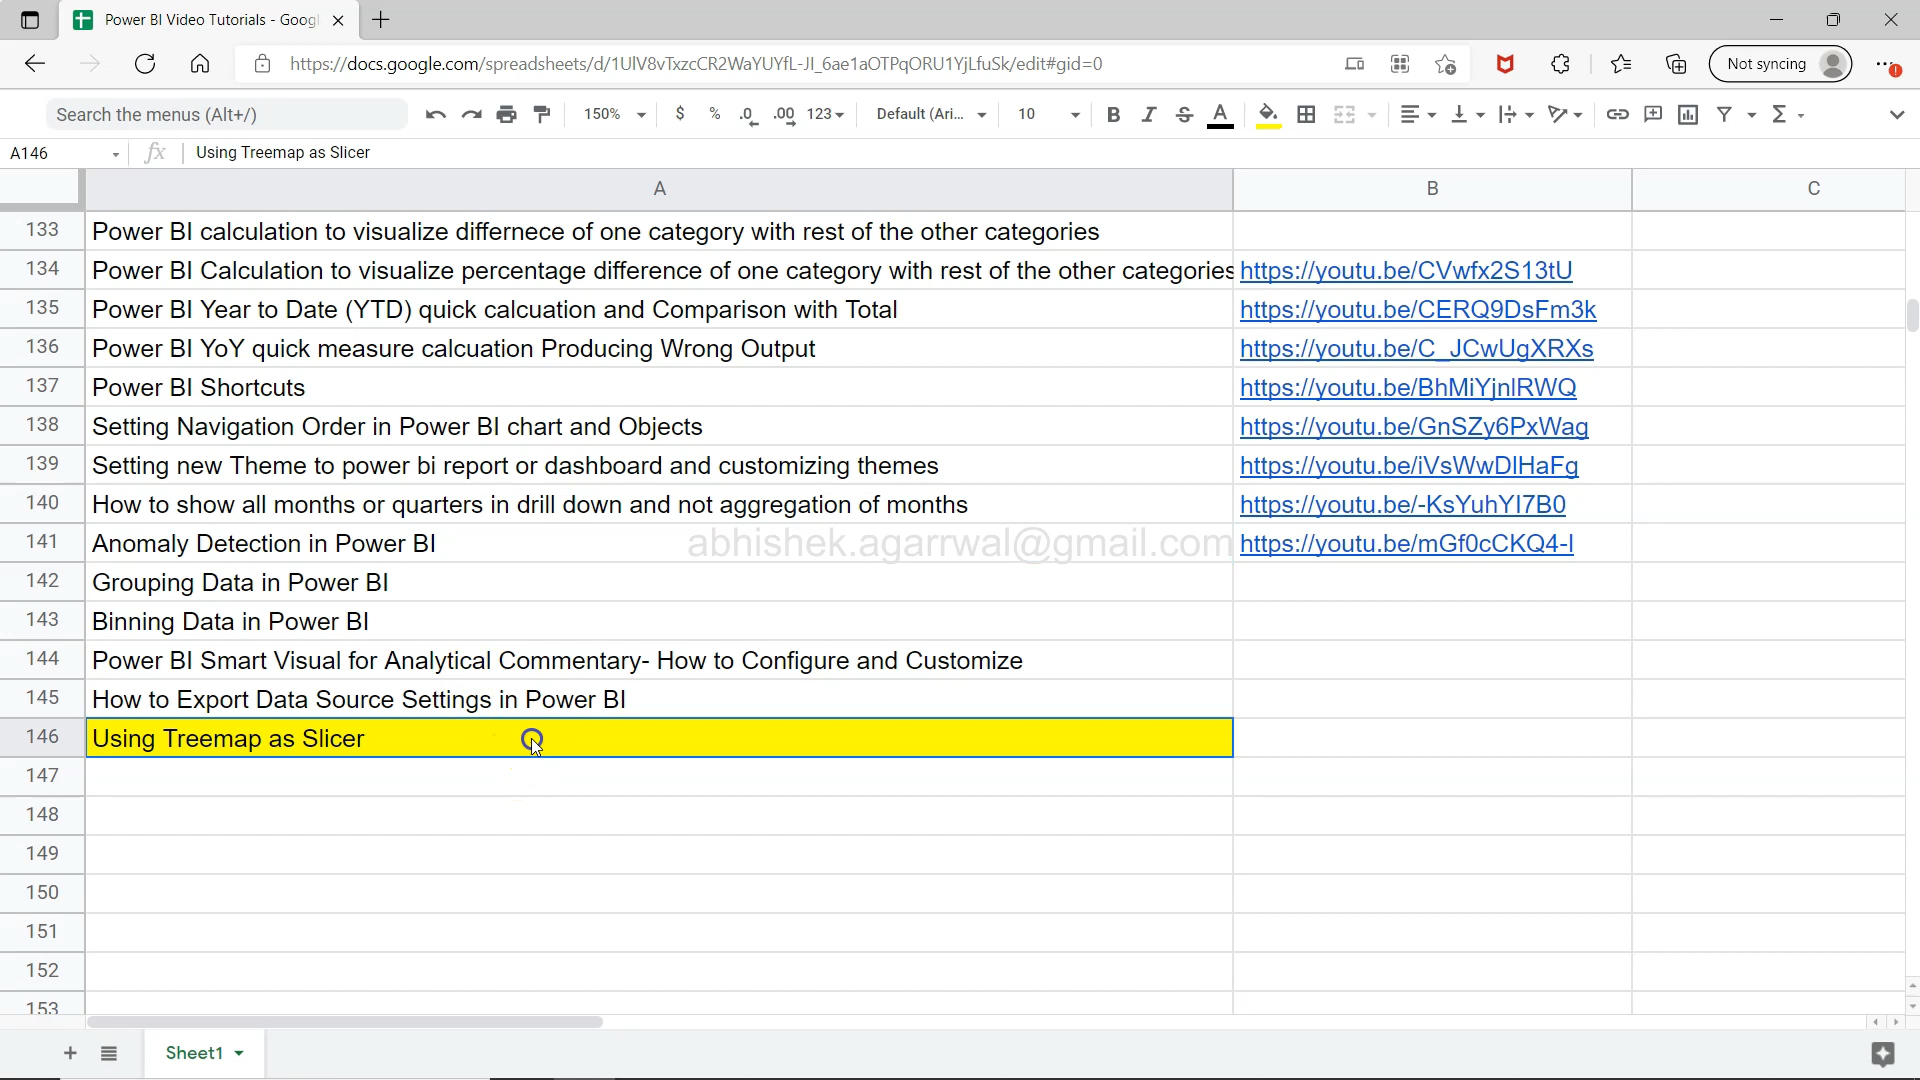 Power BI Video Tutorials - Googl
https://docs.google.com/spreadsheets/d/1UlV8vTxzcCR2WaYUYfL-JI_6ae1aOTPqORU1YjLfuSk/edit#gid=0
Not syncing
Search the menus (Alt+/)
150%
$
%
.0
.00
123
Default (Ari...
10
B
I
S
A
A146
fx
Using Treemap as Slicer
A
B
C
133 Power BI calculation to visualize differnece of one category with rest of the other categories
134 Power BI Calculation to visualize percentage difference of one category with rest of the other categories https://youtu.be/CVwfx2S13tU
135 Power BI Year to Date (YTD) quick calcuation and Comparison with Total https://youtu.be/CERQ9DsFm3k
136 Power BI YoY quick measure calcuation Producing Wrong Output https://youtu.be/C_JCwUgXRXs
137 Power BI Shortcuts https://youtu.be/BhMiYjnlRWQ
138 Setting Navigation Order in Power BI chart and Objects https://youtu.be/GnSZy6PxWag
139 Setting new Theme to power bi report or dashboard and customizing themes https://youtu.be/iVsWwDlHaFg
140 How to show all months or quarters in drill down and not aggregation of months https://youtu.be/-KsYuhYI7B0
141 Anomaly Detection in Power BI https://youtu.be/mGf0cCKQ4-I
abhishek.agarrwal@gmail.com
142 Grouping Data in Power BI
143 Binning Data in Power BI
144 Power BI Smart Visual for Analytical Commentary- How to Configure and Customize
145 How to Export Data Source Settings in Power BI
146 Using Treemap as Slicer
147
148
149
150
151
152
153
Sheet1